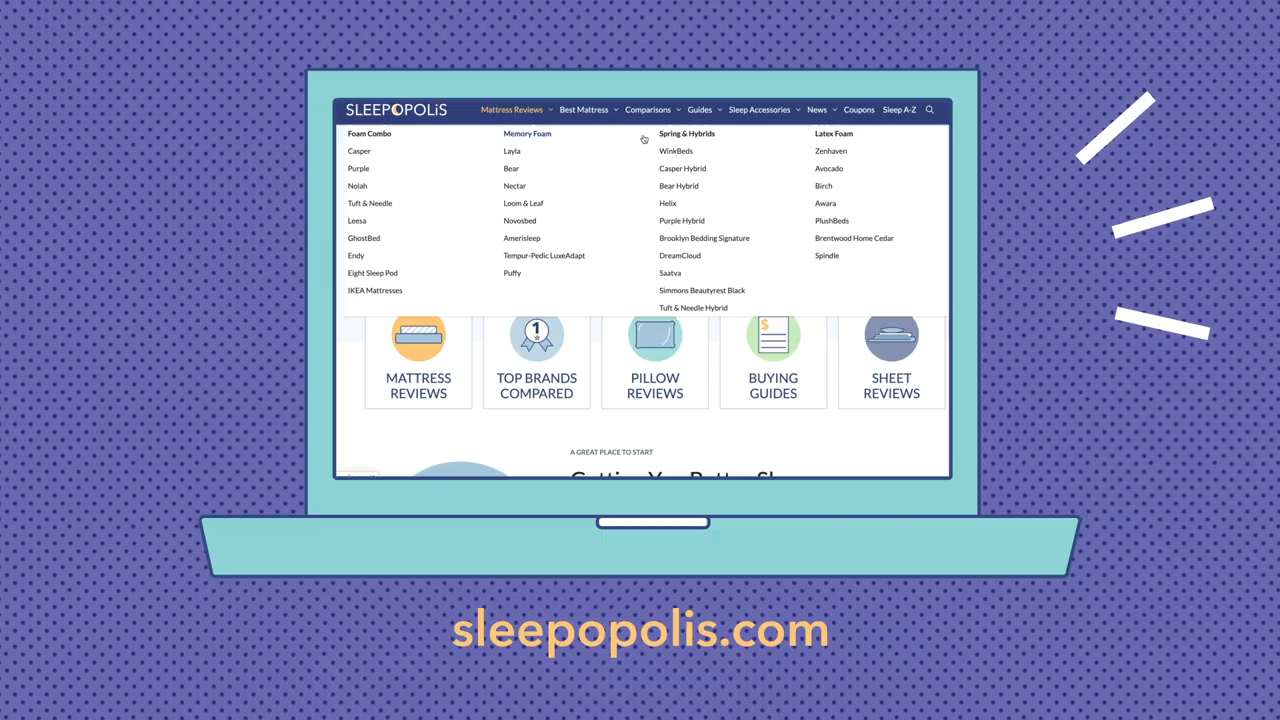 SLEEPOPOLiS
Mattress Reviews Best Mattress Comparisons Guides Sleep Accessories News Coupons Sleep A-Z
Foam Combo
Casper
Purple
Nolah
Tuft & Needle
Leesa
GhostBed
Endy
Eight Sleep Pod
IKEA Mattresses
Memory Foam
Layla
Bear
Nectar
Loom & Leaf
Novosbed
Amerisleep
Tempur-Pedic LuxeAdapt
Puffy
Spring & Hybrids
WinkBeds
Casper Hybrid
Bear Hybrid
Helix
Purple Hybrid
Brooklyn Bedding Signature
DreamCloud
Saatva
Simmons Beautyrest Black
Tuft & Needle Hybrid
Latex Foam
Zenhaven
Avocado
Birch
Awara
PlushBeds
Brentwood Home Cedar
Spindle
MATTRESS
REVIEWS
1
TOP BRANDS
COMPARED
PILLOW
REVIEWS
$
BUYING
GUIDES
SHEET
REVIEWS
A GREAT PLACE TO START
sleepopolis.com